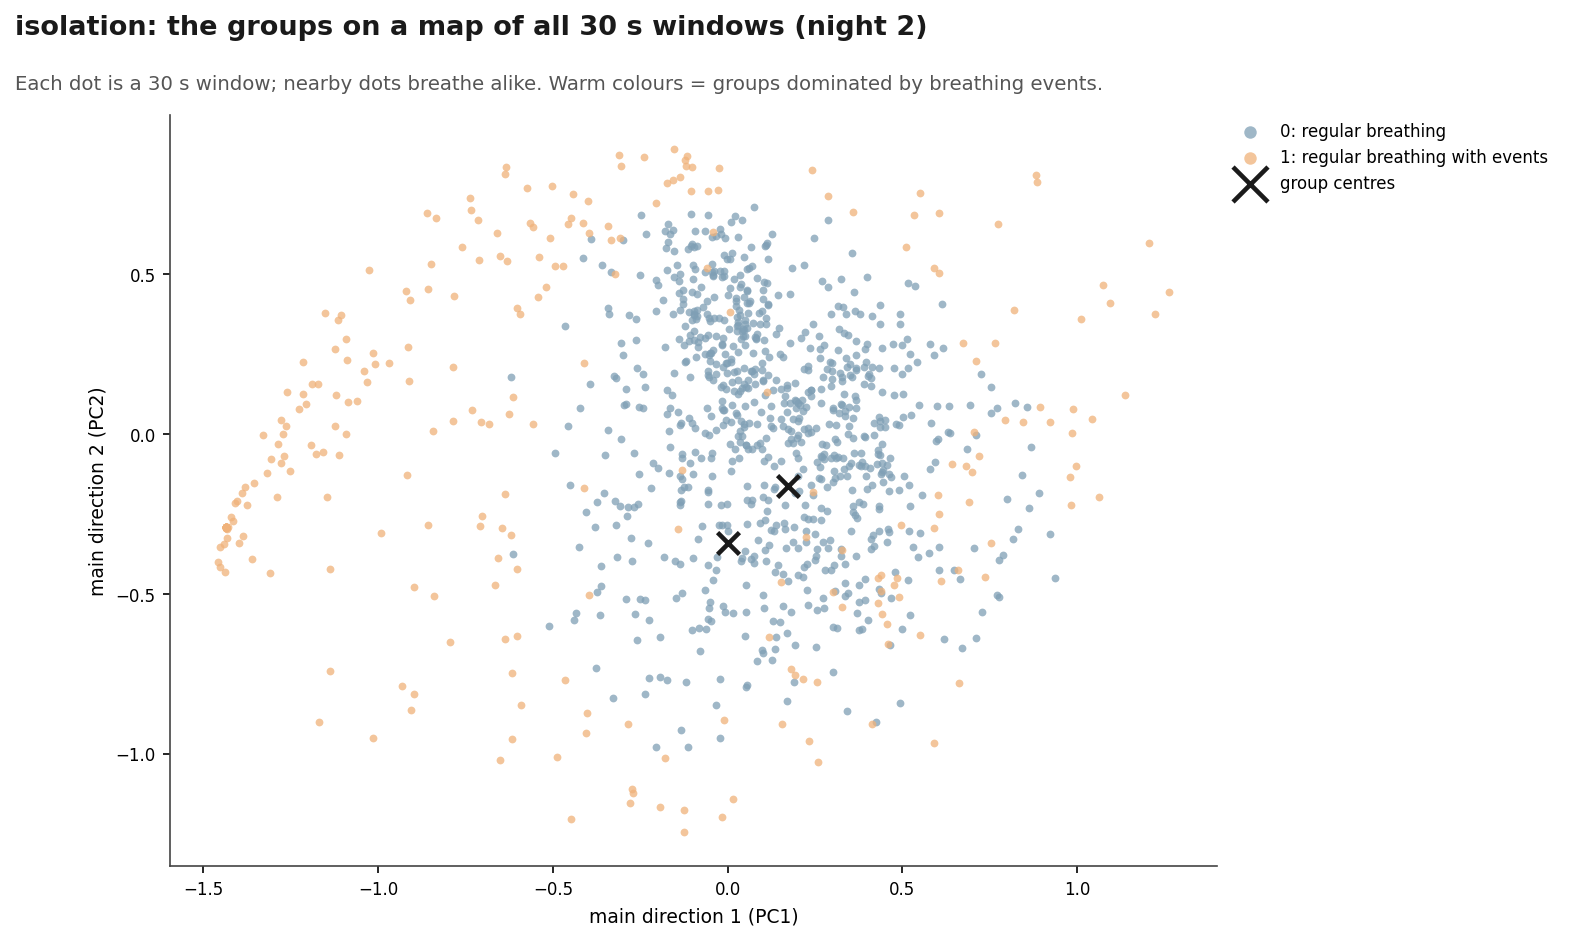 isolation: the groups on a map of all 30 s windows (night 2)
Each dot is a 30 s window; nearby dots breathe alike. Warm colours = groups dominated by breathing events.
0: regular breathing
1: regular breathing with events
group centres
main direction 2 (PC2)
0.5
0.0
−0.5
−1.0
−1.5 −1.0 −0.5 0.0 0.5 1.0
main direction 1 (PC1)